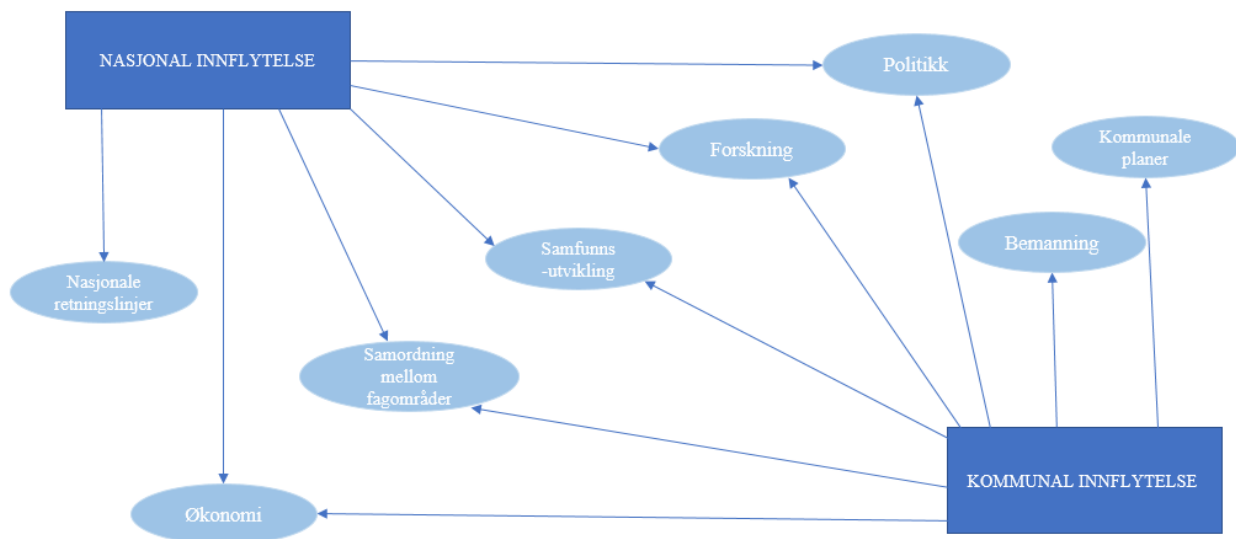 NASJONAL INNFLYTELSE
Politikk
Forskning
Kommunale
planer
Samfunns
-utvikling
Bemanning
Nasjonale
retningslinjer
Samordning
mellom
fagområder
KOMMUNAL INNFLYTELSE
Økonomi